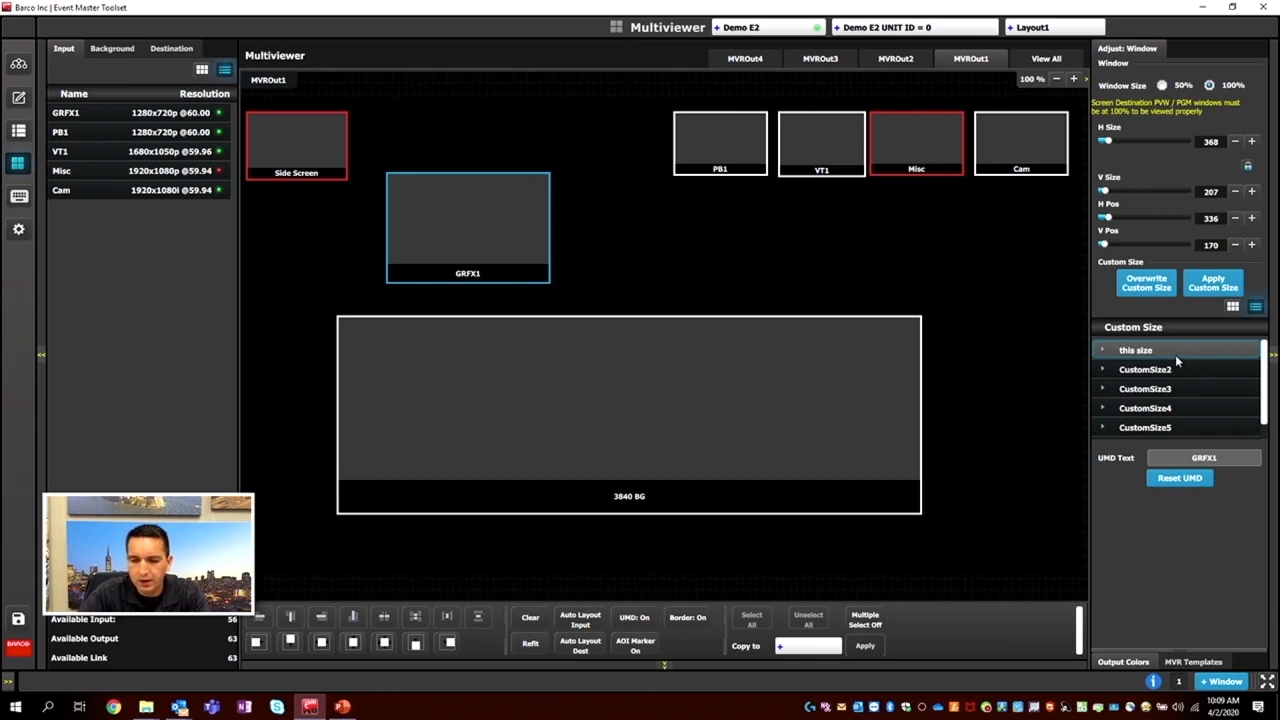 Barco Inc | Event Master Toolset
Multiviewer
+ Demo E2
+ Demo E2 UNIT ID = 0
+ Layout1
Input
Background
Destination
Name
Resolution
GRFX1 1280x720p @60.00
PB1 1280x720p @60.00
VT1 1680x1050p @59.96
Misc 1920x1080p @59.94
Cam 1920x1080i @59.94
<<
Multiviewer
MVROut4
MVROut3
MVROut2
MVROut1
View All
MVROut1
100 %
Side Screen
GRFX1
PB1
VT1
Misc
Cam
3840 BG
Adjust: Window
Window
Window Size
50%
100%
Screen Destination PVW / PGM windows must
be at 100% to be viewed properly
H Size
368
V Size
207
H Pos
336
V Pos
170
Custom Size
Overwrite
Custom Size
Apply
Custom Size
Custom Size
this size
CustomSize2
CustomSize3
CustomSize4
CustomSize5
>>
UMD Text
GRFX1
Reset UMD
Output Colors
MVR Templates
1
+ Window
Available Input: 56
Available Output 63
Available Link 63
BARCO
Clear
Refit
Auto Layout
Input
Auto Layout
Dest
UMD: On
AOI Marker
On
Border: On
Select
All
Unselect
All
Multiple
Select Off
Copy to
+
Apply
>>
10:09 AM
4/2/2020